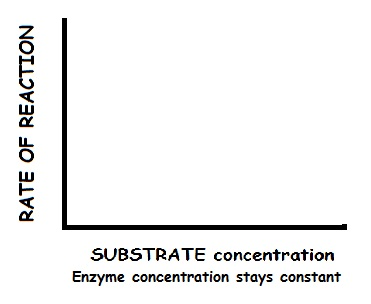 RATE OF REACTION
SUBSTRATE concentration
Enzyme concentration stays constant